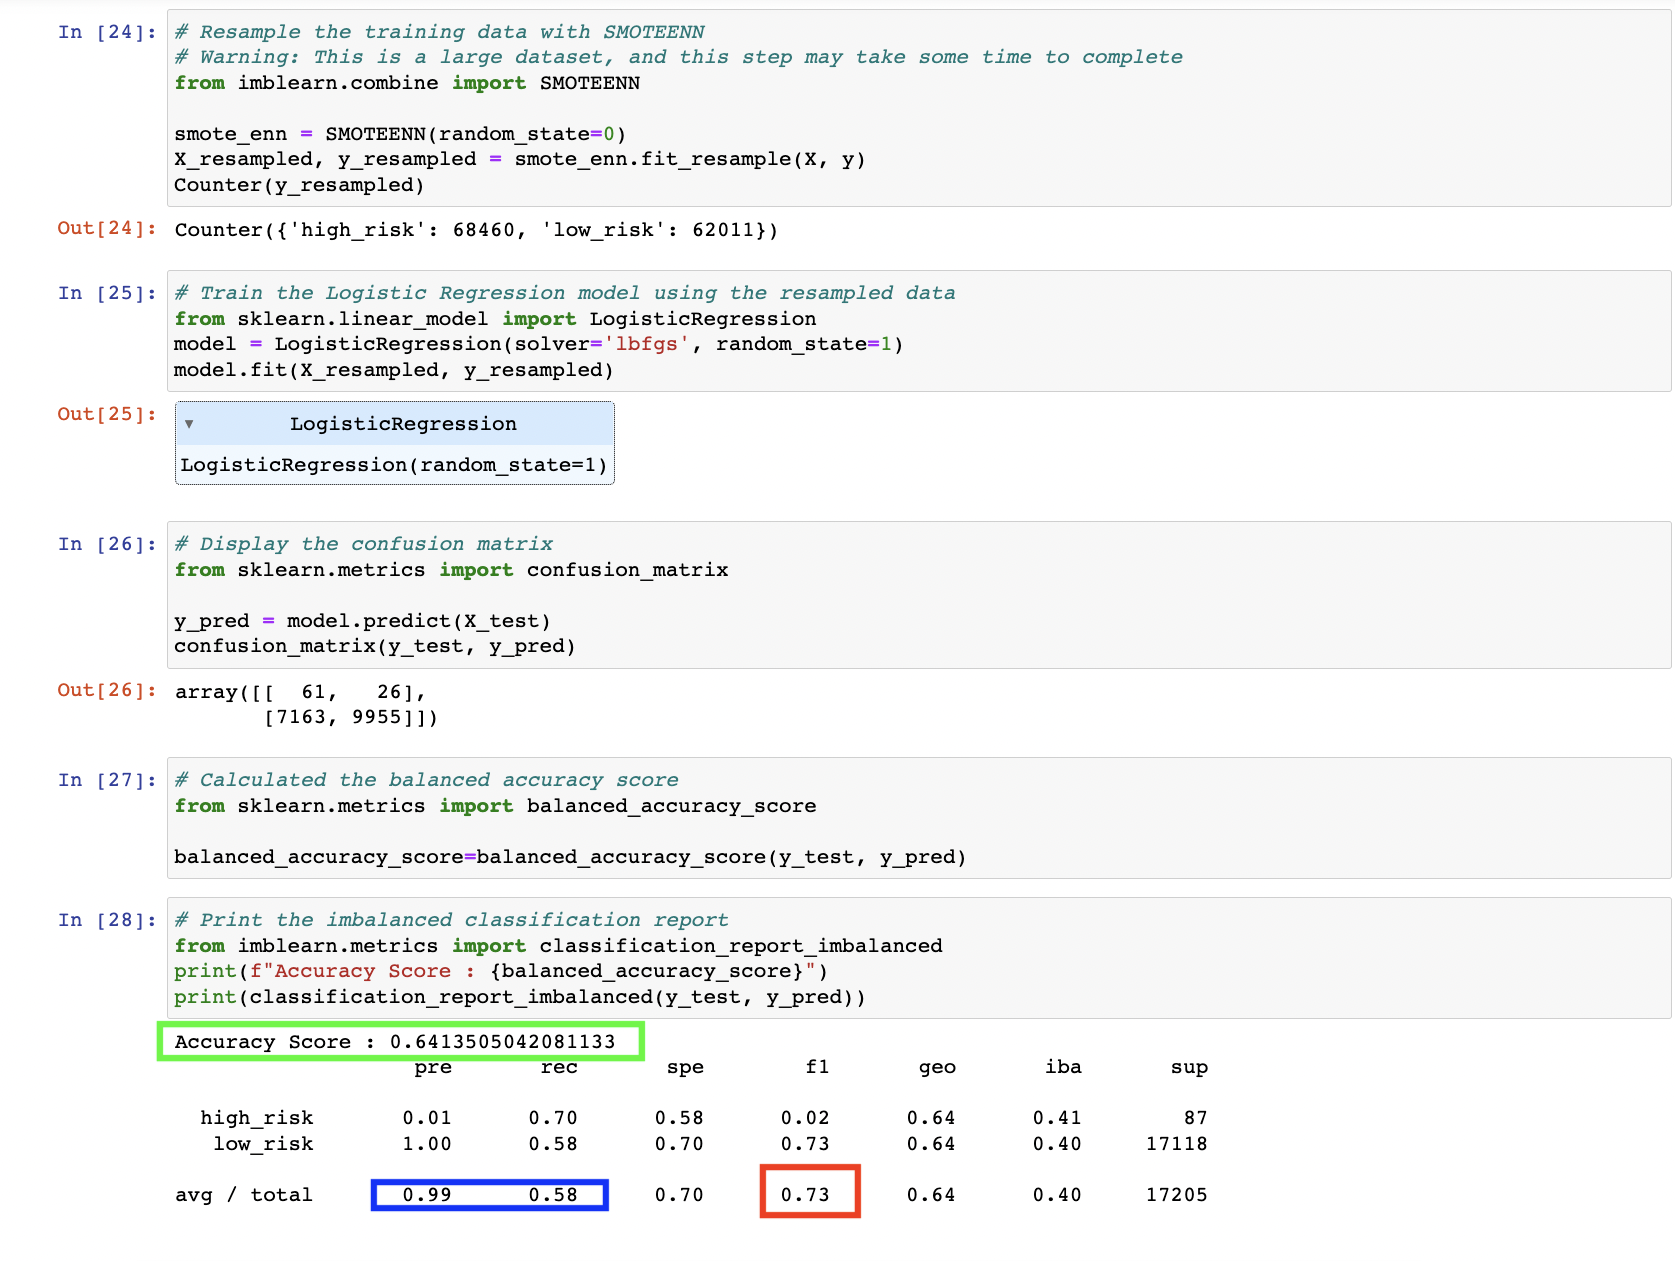 In [24]: # Resample the training data with SMOTEENN
# Warning: This is a large dataset, and this step may take some time to complete
from imblearn.combine import SMOTEENN
smote_enn = SMOTEENN(random_state=0)
X_resampled, y_resampled = smote_enn.fit_resample(X, y)
Counter(y_resampled)
Out[24]: Counter({'high_risk': 68460, 'low_risk': 62011})
In [25]: # Train the Logistic Regression model using the resampled data
from sklearn.linear_model import LogisticRegression
model = LogisticRegression(solver='lbfgs', random_state=1)
model.fit(X_resampled, y_resampled)
Out[25]: ▼ LogisticRegression
LogisticRegression(random_state=1)
In [26]: # Display the confusion matrix
from sklearn.metrics import confusion_matrix
y_pred = model.predict(X_test)
confusion_matrix(y_test, y_pred)
Out[26]: array([[ 61, 26],
[7163, 9955]])
In [27]: # Calculated the balanced accuracy score
from sklearn.metrics import balanced_accuracy_score
balanced_accuracy_score=balanced_accuracy_score(y_test, y_pred)
In [28]: # Print the imbalanced classification report
from imblearn.metrics import classification_report_imbalanced
print(f"Accuracy Score : {balanced_accuracy_score}")
print(classification_report_imbalanced(y_test, y_pred))
Accuracy Score : 0.6413505042081133
pre rec spe f1 geo iba sup
high_risk 0.01 0.70 0.58 0.02 0.64 0.41 87
low_risk 1.00 0.58 0.70 0.73 0.64 0.40 17118
avg / total 0.99 0.58 0.70 0.73 0.64 0.40 17205